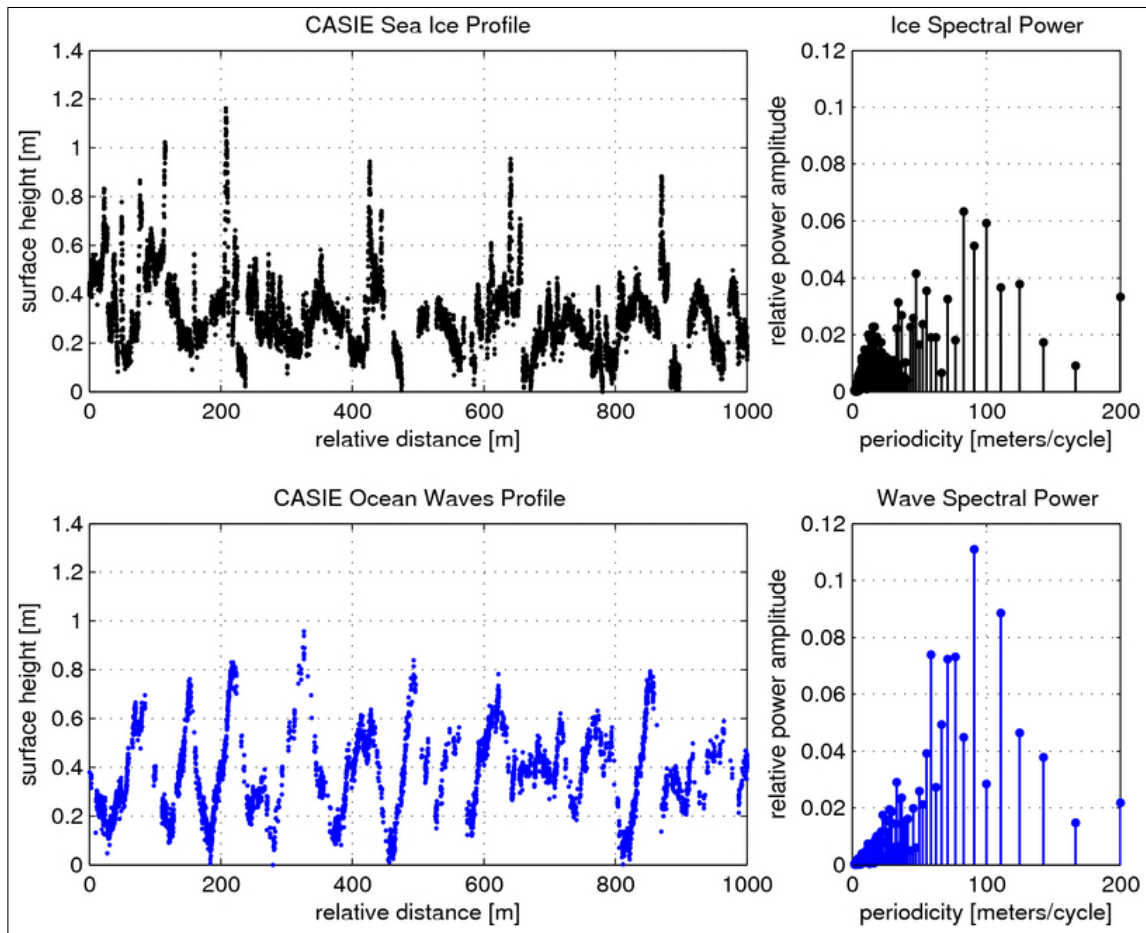 CASIE Sea Ice Profile
1.4
1.2
1
0.8
0.6
0.4
0.2
0
surface height [m]
0 200 400 600 800 1000
relative distance [m]
Ice Spectral Power
0.12
0.1
0.08
0.06
0.04
0.02
0
relative power amplitude
0 100 200
periodicity [meters/cycle]
CASIE Ocean Waves Profile
1.4
1.2
1
0.8
0.6
0.4
0.2
0
surface height [m]
0 200 400 600 800 1000
relative distance [m]
Wave Spectral Power
0.12
0.1
0.08
0.06
0.04
0.02
0
relative power amplitude
0 100 200
periodicity [meters/cycle]